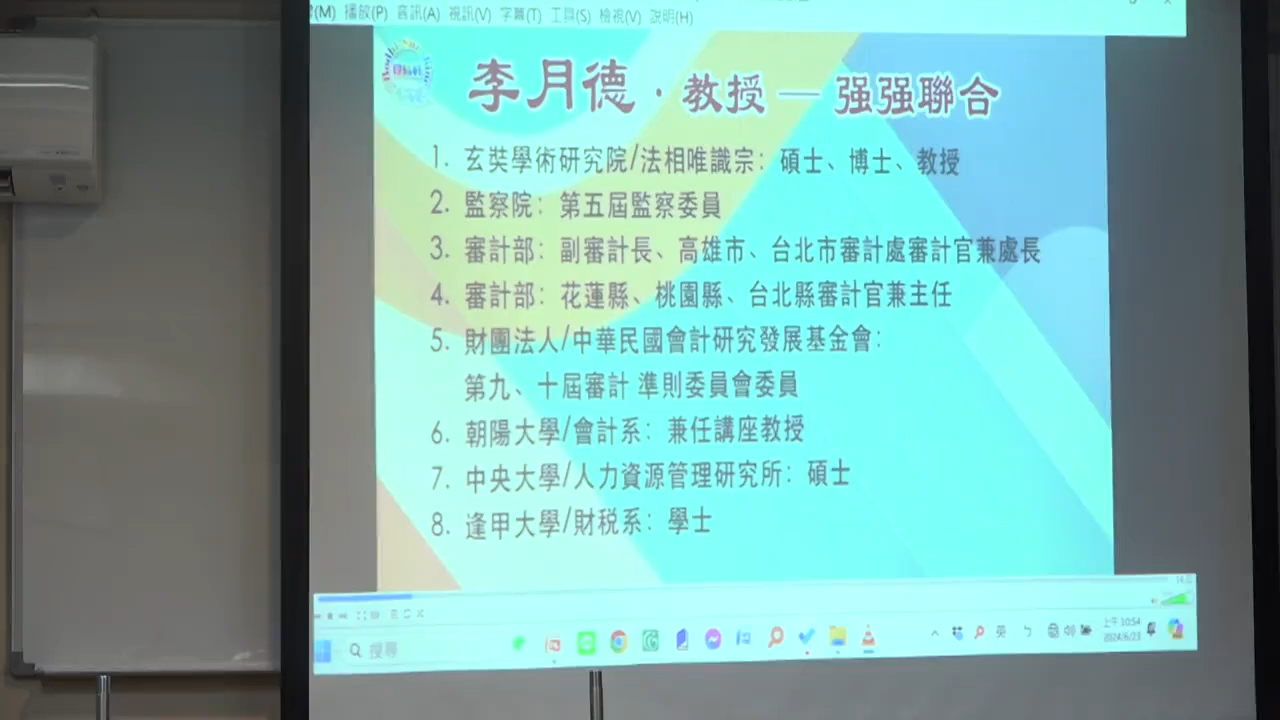 (M) 播放(P) 音訊(A) 視訊(V) 字幕(T) 工具(S) 檢視(V) 說明(H)
李月德·教授—强强聯合
1. 玄奘學術研究院/法相唯識宗：碩士、博士、教授
2. 監察院：第五屆監察委員
3. 審計部：副審計長、高雄市、台北市審計處審計官兼處長
4. 審計部：花蓮縣、桃園縣、台北縣審計官兼主任
5. 財團法人/中華民國會計研究發展基金會：
第九、十屆審計 準則委員會委員
6. 朝陽大學/會計系：兼任講座教授
7. 中央大學/人力資源管理研究所：碩士
8. 逢甲大學/財稅系：學士
搜尋
英
上午 10:54
2024/6/23